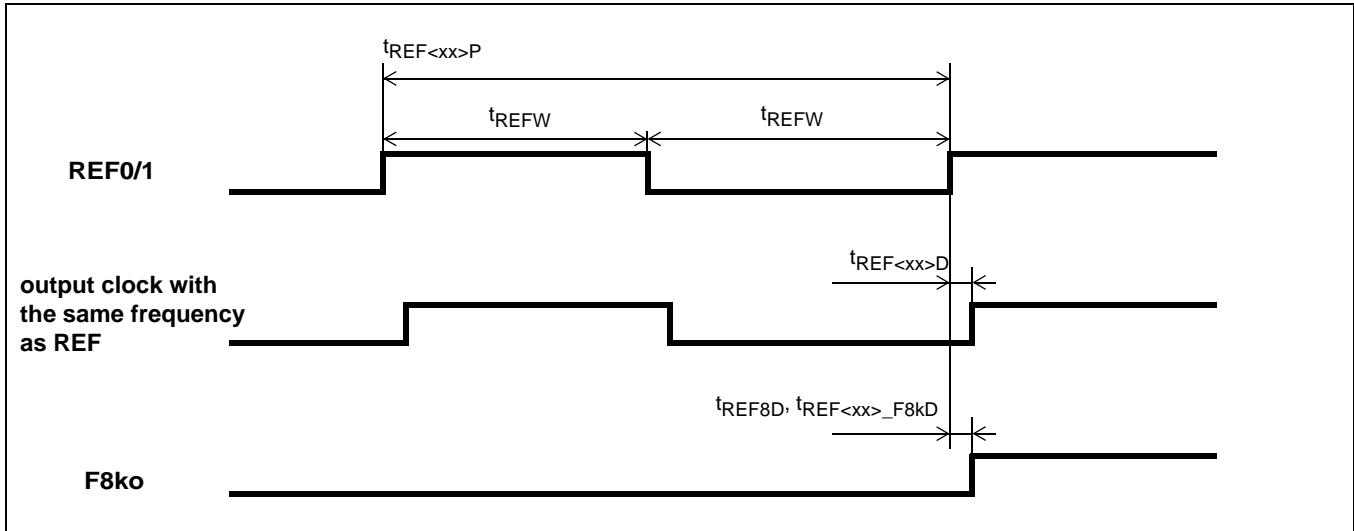 tREF<xx>P
tREFW tREFW
REF0/1
tREF<xx>D
output clock with
the same frequency
as REF
tREF8D, tREF<xx>_F8kD
F8ko